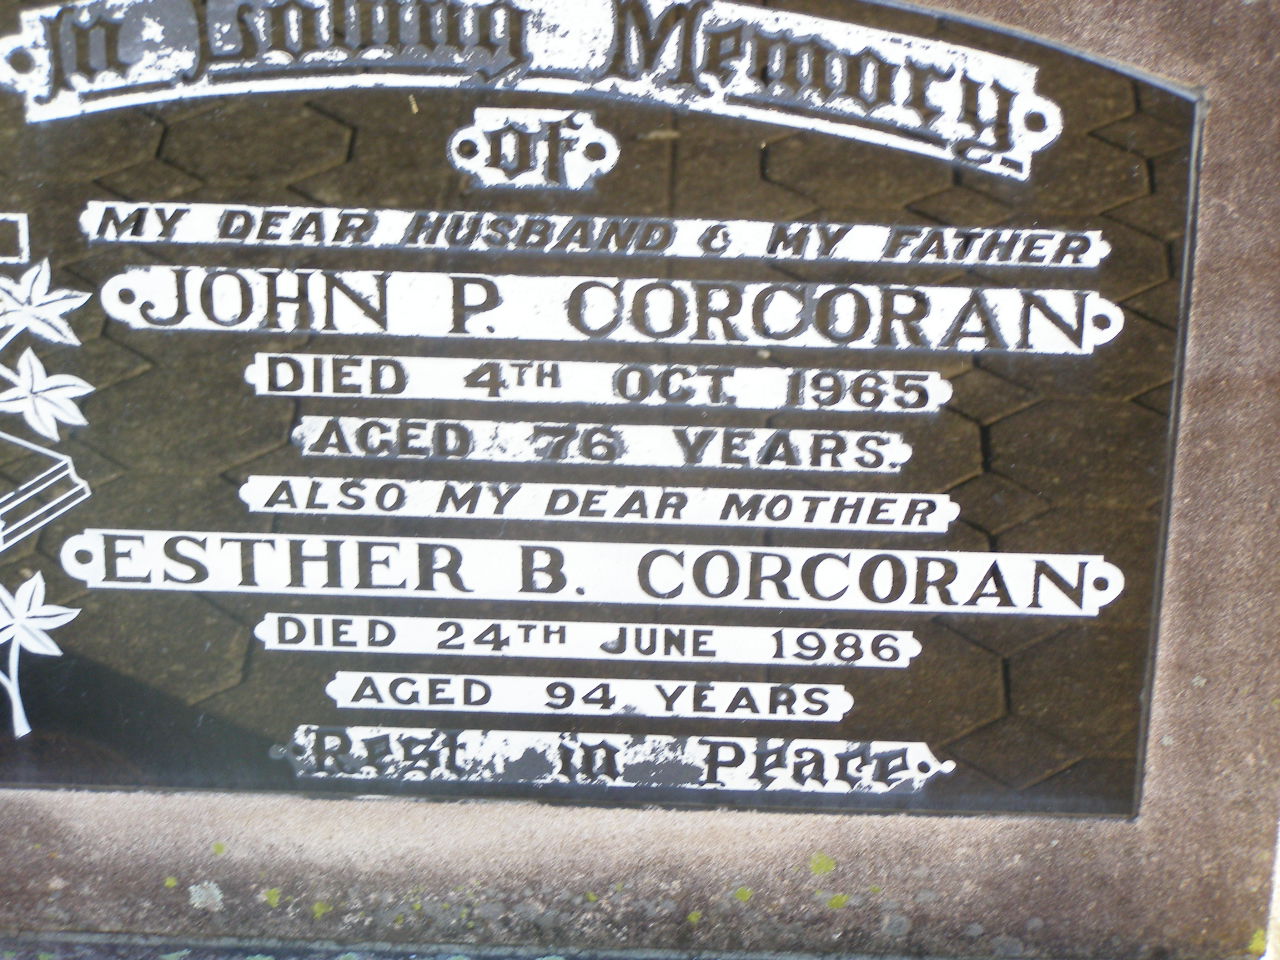 In Loving Memory
of
MY DEAR HUSBAND & MY FATHER
JOHN P. CORCORAN
DIED 4TH OCT. 1965
AGED 76 YEARS.
ALSO MY DEAR MOTHER
ESTHER B. CORCORAN
DIED 24TH JUNE 1986
AGED 94 YEARS
Rest in Peace